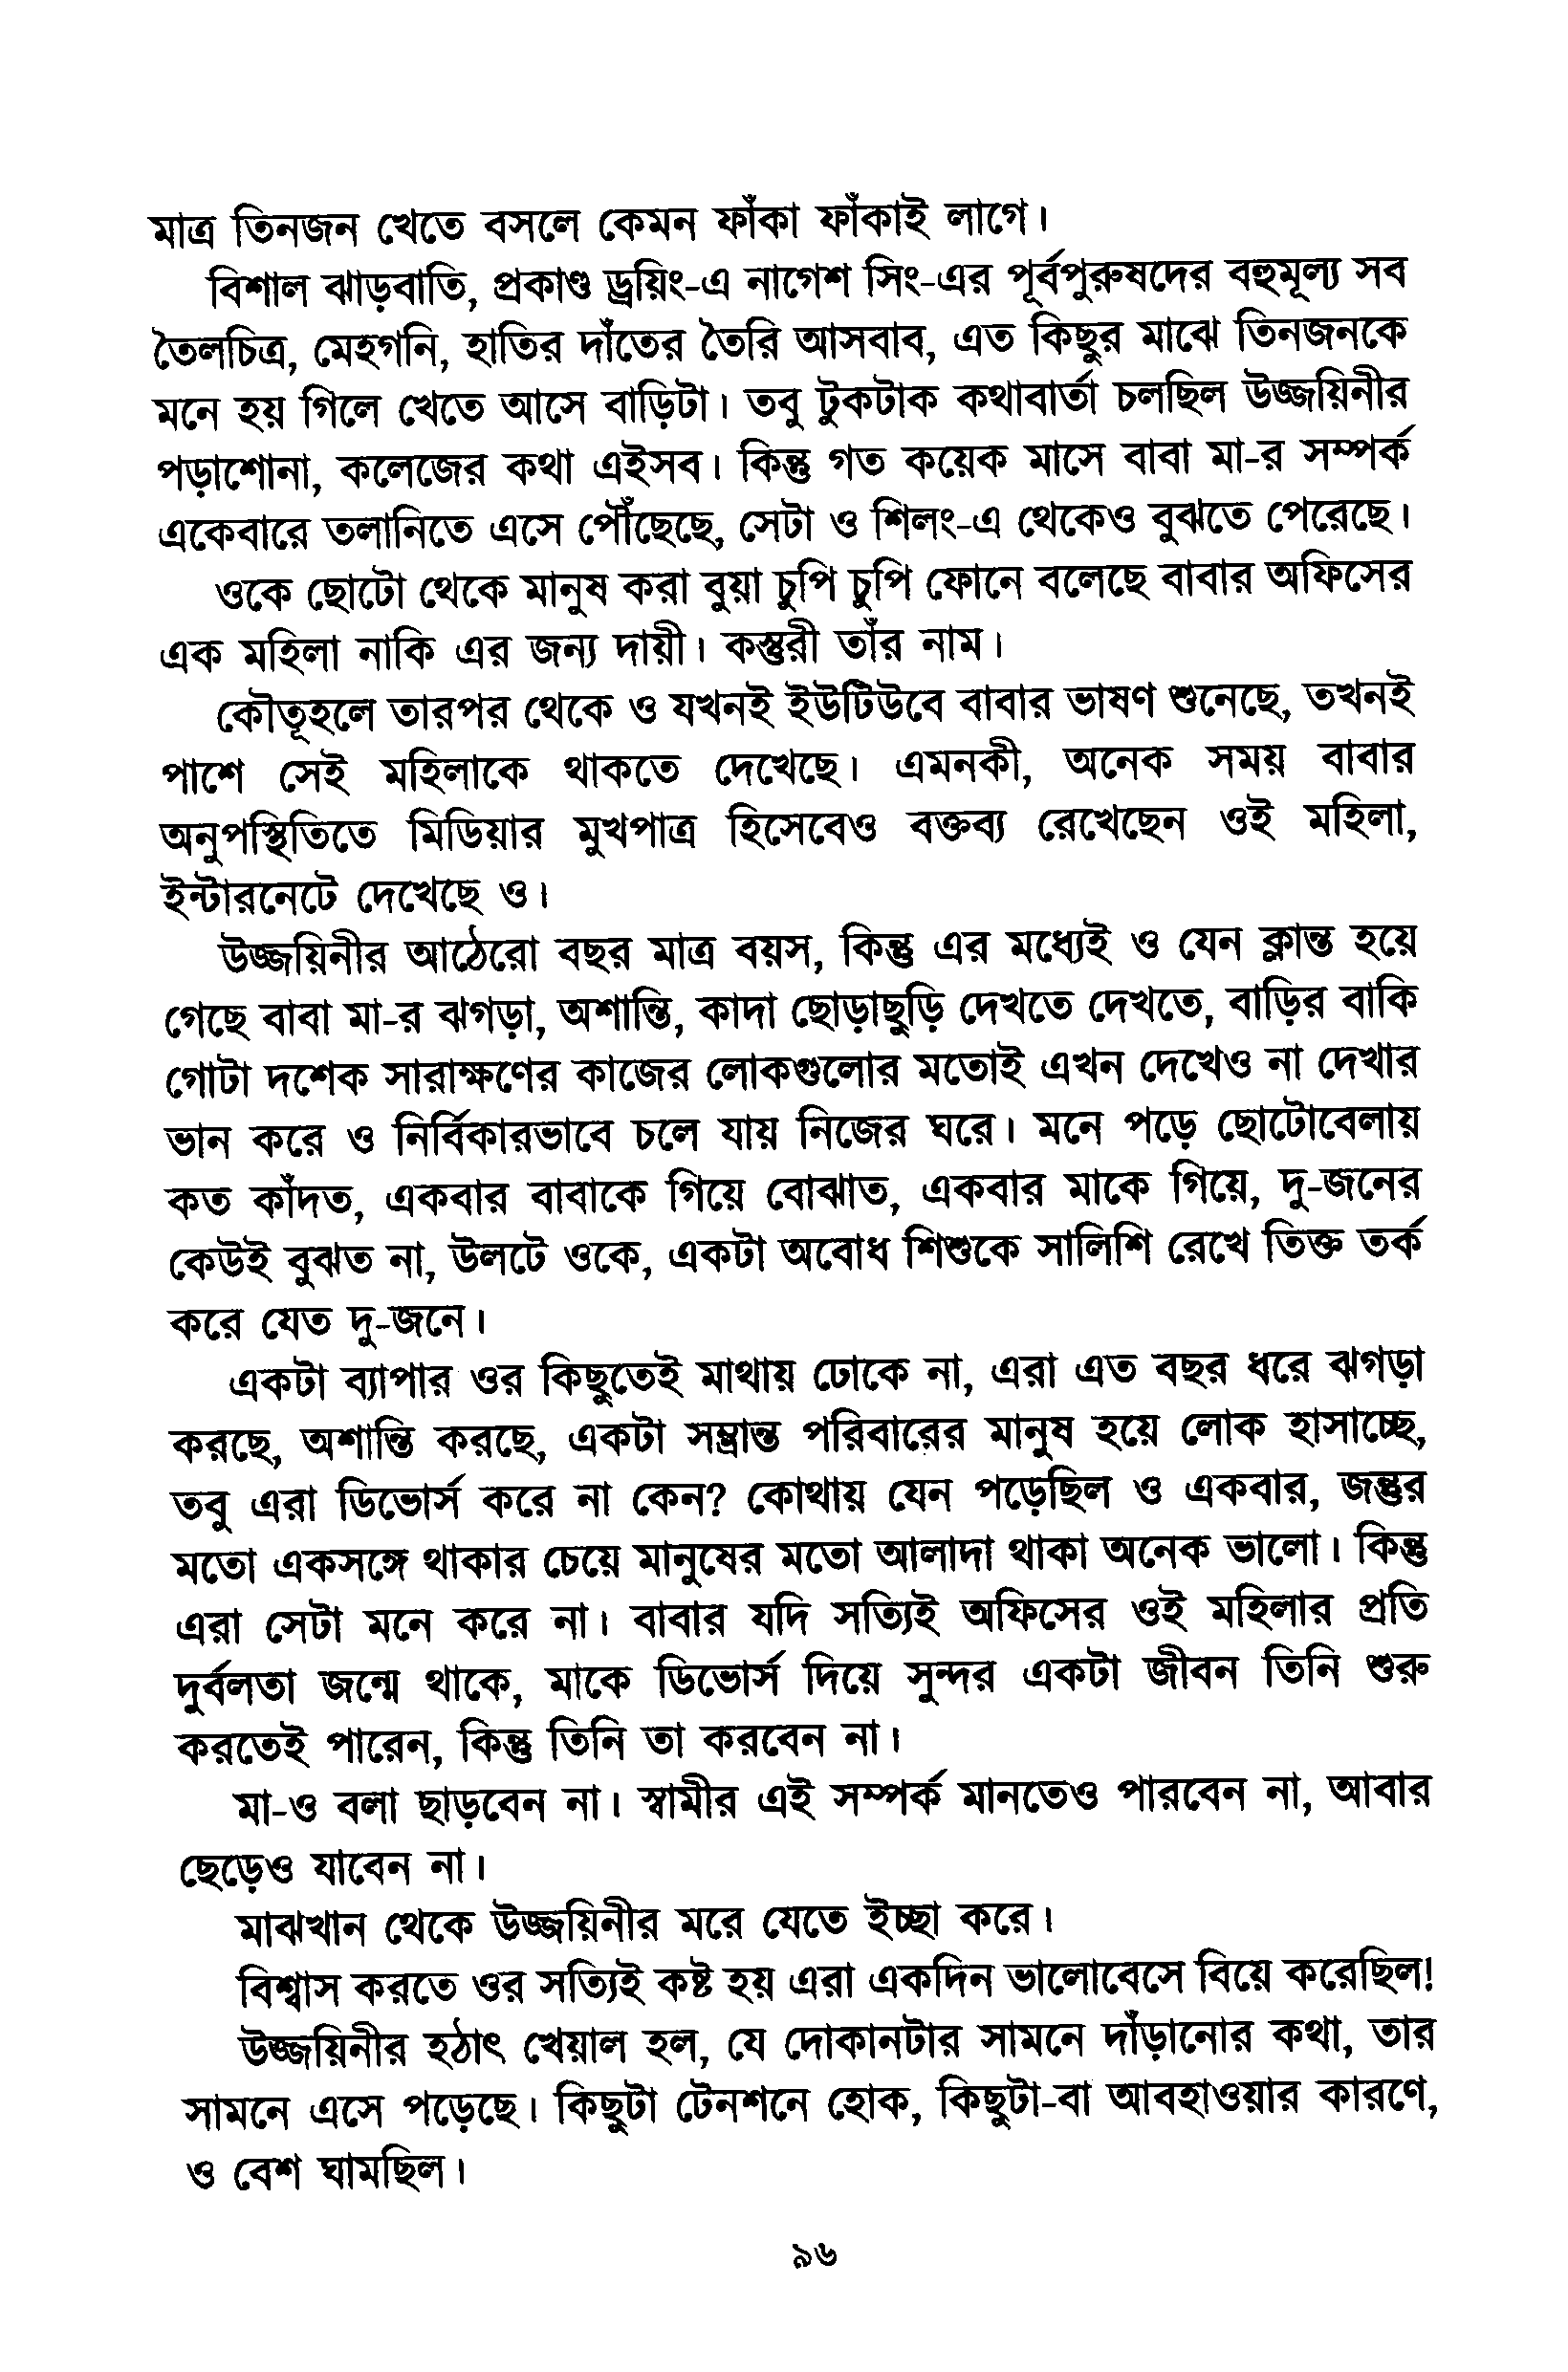 মাত্র তিনজন খেতে বসলে কেমন ফাঁকা ফাঁকাই লাগে।
বিশাল ঝাড়বাতি, প্রকাণ্ড ড্রয়িং-এ নাগেশ সিং-এর পূর্বপুরুষদের বহুমূল্য সব
তৈলচিত্র, মেহগনি, হাতির দাঁতের তৈরি আসবাব, এত কিছুর মাঝে তিনজনকে
মনে হয় গিলে খেতে আসে বাড়িটা। তবু টুকটাক কথাবার্তা চলছিল উজ্জয়িনীর
পড়াশোনা, কলেজের কথা এইসব। কিন্তু গত কয়েক মাসে বাবা মা-র সম্পর্ক
একেবারে তলানিতে এসে পৌঁছেছে, সেটা ও শিলং-এ থেকেও বুঝতে পেরেছে।
ওকে ছোটো থেকে মানুষ করা বুয়া চুপি চুপি ফোনে বলেছে বাবার অফিসের
এক মহিলা নাকি এর জন্য দায়ী। কস্তুরী তাঁর নাম।
কৌতূহলে তারপর থেকে ও যখনই ইউটিউবে বাবার ভাষণ শুনেছে, তখনই
পাশে সেই মহিলাকে থাকতে দেখেছে। এমনকী, অনেক সময় বাবার
অনুপস্থিতিতে মিডিয়ার মুখপাত্র হিসেবেও বক্তব্য রেখেছেন ওই মহিলা,
ইন্টারনেটে দেখেছে ও।
উজ্জয়িনীর আঠেরো বছর মাত্র বয়স, কিন্তু এর মধ্যেই ও যেন ক্লান্ত হয়ে
গেছে বাবা মা-র ঝগড়া, অশান্তি, কাদা ছোড়াছুড়ি দেখতে দেখতে, বাড়ির বাকি
গোটা দশেক সারাক্ষণের কাজের লোকগুলোর মতোই এখন দেখেও না দেখার
ভান করে ও নির্বিকারভাবে চলে যায় নিজের ঘরে। মনে পড়ে ছোটোবেলায়
কত কাঁদত, একবার বাবাকে গিয়ে বোঝাত, একবার মাকে গিয়ে, দু-জনের
কেউই বুঝত না, উলটে ওকে, একটা অবোধ শিশুকে সালিশি রেখে তিক্ত তর্ক
করে যেত দু-জনে।
একটা ব্যাপার ওর কিছুতেই মাথায় ঢোকে না, এরা এত বছর ধরে ঝগড়া
করছে, অশান্তি করছে, একটা সম্ভ্রান্ত পরিবারের মানুষ হয়ে লোক হাসাচ্ছে,
তবু এরা ডিভোর্স করে না কেন? কোথায় যেন পড়েছিল ও একবার, জন্তুর
মতো একসঙ্গে থাকার চেয়ে মানুষের মতো আলাদা থাকা অনেক ভালো। কিন্তু
এরা সেটা মনে করে না। বাবার যদি সত্যিই অফিসের ওই মহিলার প্রতি
দুর্বলতা জন্মে থাকে, মাকে ডিভোর্স দিয়ে সুন্দর একটা জীবন তিনি শুরু
করতেই পারেন, কিন্তু তিনি তা করবেন না।
মা-ও বলা ছাড়বেন না। স্বামীর এই সম্পর্ক মানতেও পারবেন না, আবার
ছেড়েও যাবেন না।
মাঝখান থেকে উজ্জয়িনীর মরে যেতে ইচ্ছা করে।
বিশ্বাস করতে ওর সত্যিই কষ্ট হয় এরা একদিন ভালোবেসে বিয়ে করেছিল!
উজ্জয়িনীর হঠাৎ খেয়াল হল, যে দোকানটার সামনে দাঁড়ানোর কথা, তার
সামনে এসে পড়েছে। কিছুটা টেনশনে হোক, কিছুটা-বা আবহাওয়ার কারণে,
ও বেশ ঘামছিল।
৯৬